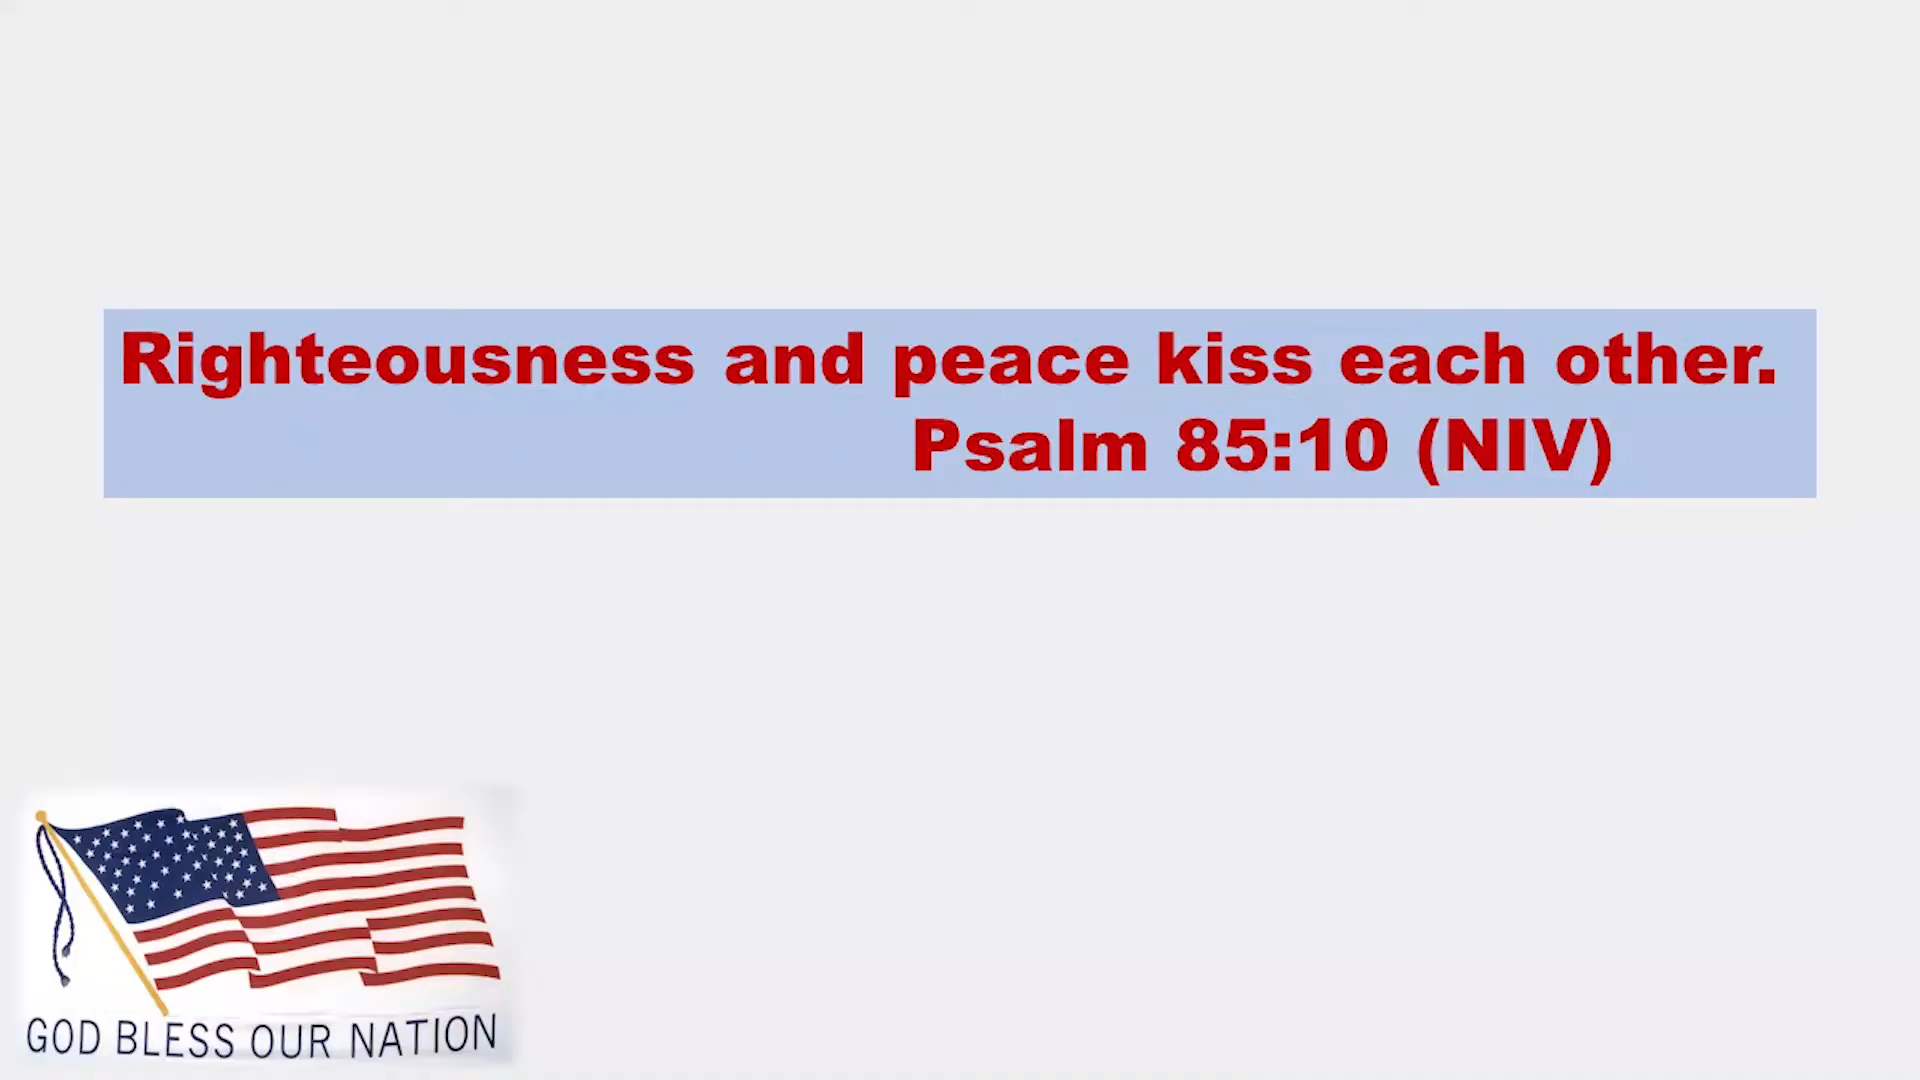 Righteousness and peace kiss each other.
Psalm 85:10 (NIV)
GOD BLESS OUR NATION